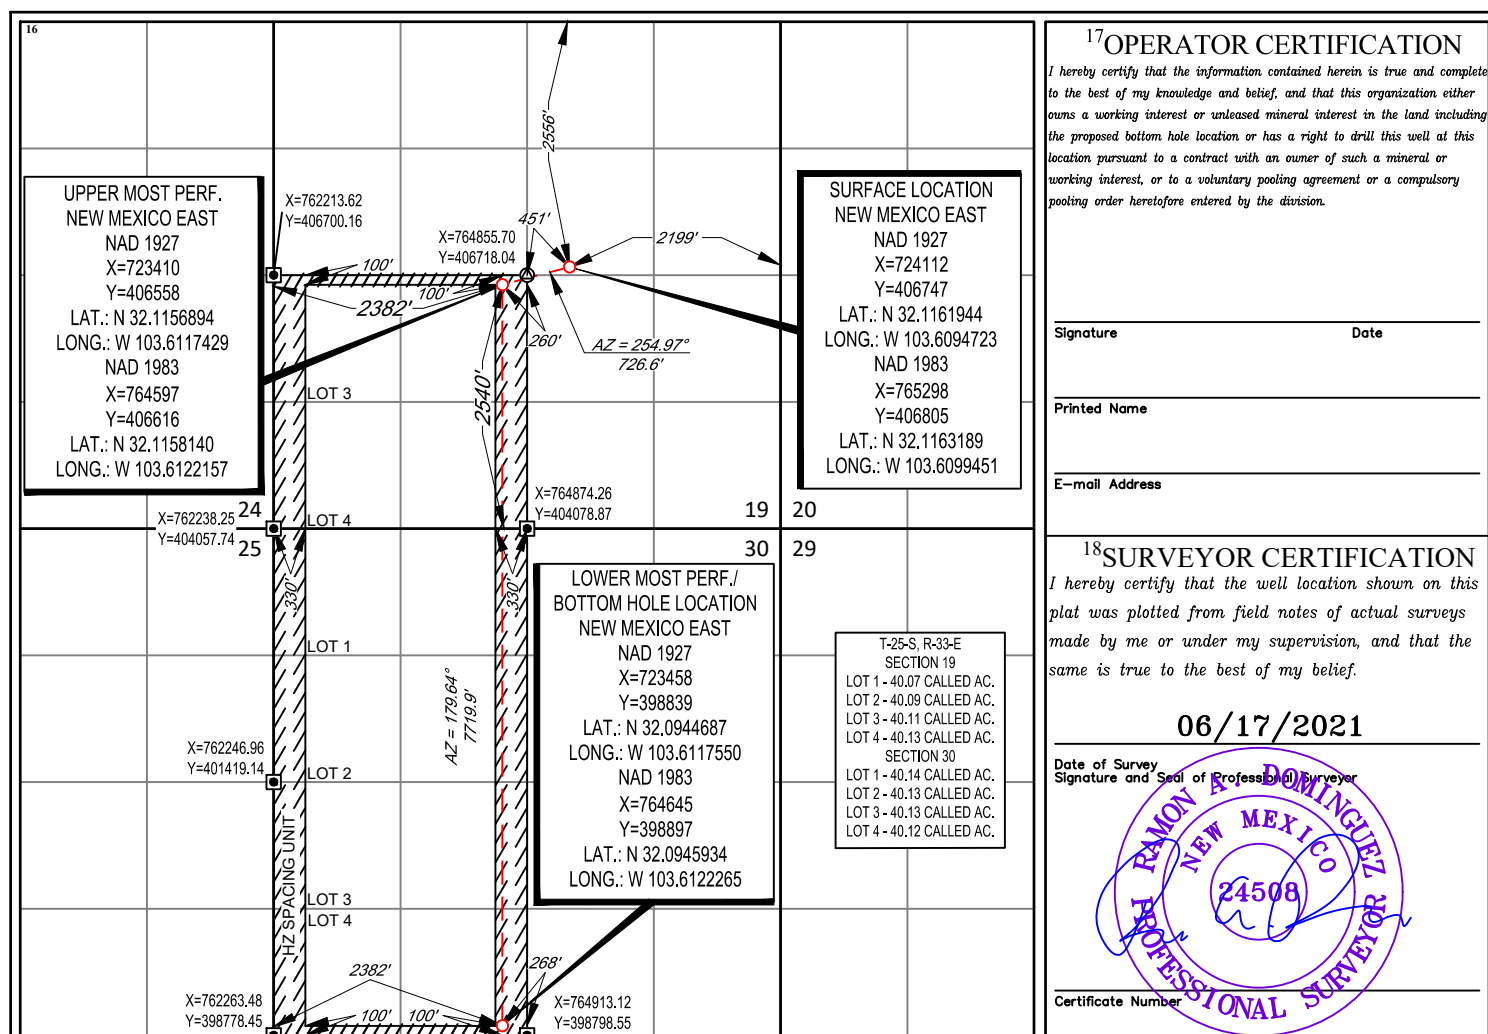 16
2556'
UPPER MOST PERF.
NEW MEXICO EAST
NAD 1927
X=723410
Y=406558
LAT.: N 32.1156894
LONG.: W 103.6117429
NAD 1983
X=764597
Y=406616
LAT.: N 32.1158140
LONG.: W 103.6122157
X=762213.62
Y=406700.16
X=764855.70
Y=406718.04
451'
2199'
100'
2382'
100'
260'
AZ = 254.97°
726.6'
2540'
SURFACE LOCATION
NEW MEXICO EAST
NAD 1927
X=724112
Y=406747
LAT.: N 32.1161944
LONG.: W 103.6094723
NAD 1983
X=765298
Y=406805
LAT.: N 32.1163189
LONG.: W 103.6099451
LOT 3
X=764874.26
Y=404078.87
24
LOT 4
19
20
X=762238.25
Y=404057.74
25
30
29
330'
330'
LOWER MOST PERF./
BOTTOM HOLE LOCATION
NEW MEXICO EAST
NAD 1927
X=723458
Y=398839
LAT.: N 32.0944687
LONG.: W 103.6117550
NAD 1983
X=764645
Y=398897
LAT.: N 32.0945934
LONG.: W 103.6122265
LOT 1
AZ = 179.64°
7719.9'
T-25-S, R-33-E
SECTION 19
LOT 1 - 40.07 CALLED AC.
LOT 2 - 40.09 CALLED AC.
LOT 3 - 40.11 CALLED AC.
LOT 4 - 40.13 CALLED AC.
SECTION 30
LOT 1 - 40.14 CALLED AC.
LOT 2 - 40.13 CALLED AC.
LOT 3 - 40.13 CALLED AC.
LOT 4 - 40.12 CALLED AC.
X=762246.96
Y=401419.14
LOT 2
HZ SPACING UNIT
LOT 3
LOT 4
2382'
268'
X=762263.48
Y=398778.45
100'
100'
X=764913.12
Y=398798.55
17 OPERATOR CERTIFICATION
I hereby certify that the information contained herein is true and complete
to the best of my knowledge and belief, and that this organization either
owns a working interest or unleased mineral interest in the land including
the proposed bottom hole location or has a right to drill this well at this
location pursuant to a contract with an owner of such a mineral or
working interest, or to a voluntary pooling agreement or a compulsory
pooling order heretofore entered by the division.
Signature Date
Printed Name
E-mail Address
18 SURVEYOR CERTIFICATION
I hereby certify that the well location shown on this
plat was plotted from field notes of actual surveys
made by me or under my supervision, and that the
same is true to the best of my belief.
06/17/2021
Date of Survey
Signature and Seal of Professional Surveyor
RAMON A. DOMINGUEZ
NEW MEXICO
24508
PROFESSIONAL SURVEYOR
Certificate Number